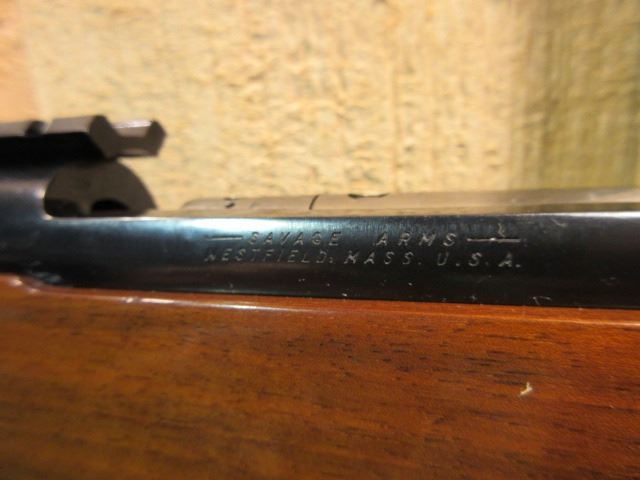 SAVAGE ARMS
WESTFIELD, MASS. U.S.A.